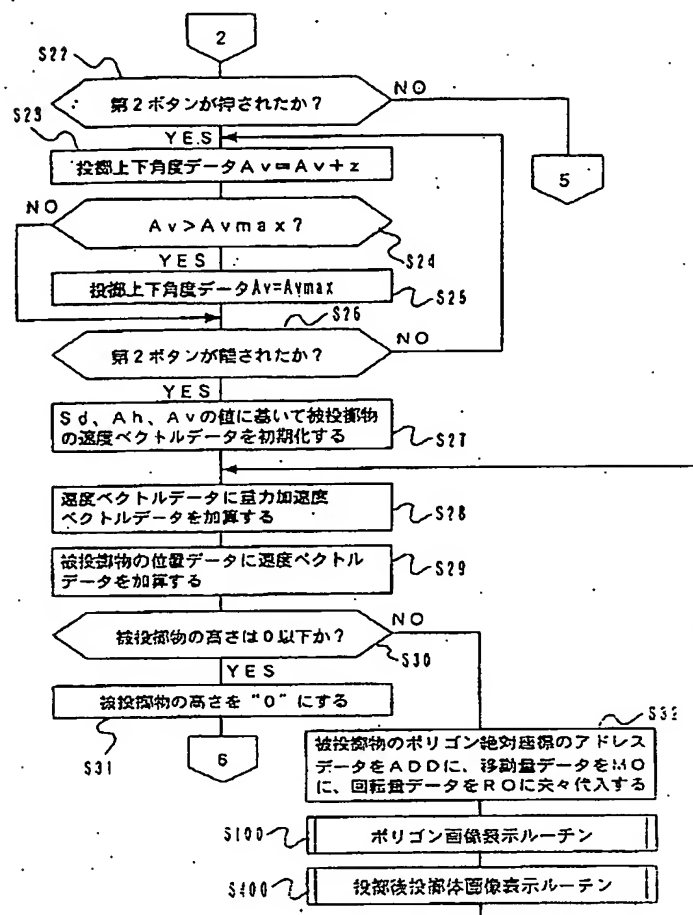 2
S22
第2ボタンが押されたか?
NO
S23
YES
投擲上下角度データAv=Av+z
5
NO
Av>Avmax?
S24
YES
投擲上下角度データAv=Avmax
S25
S26
第2ボタンが離されたか?
NO
YES
Sd、Ah、Avの値に基いて被投擲物
の速度ベクトルデータを初期化する
S27
速度ベクトルデータに重力加速度
ベクトルデータを加算する
S28
被投擲物の位置データに速度ベクトル
データを加算する
S29
被投擲物の高さは0以下か?
NO
S30
YES
被投擲物の高さを“0”にする
S31
6
S32
被投擲物のポリゴン絶対座標のアドレス
データをADDに、移動量データをMO
に、回転量データをROに夫々代入する
S100
ポリゴン画像表示ルーチン
S400
投擲後投擲体画像表示ルーチン